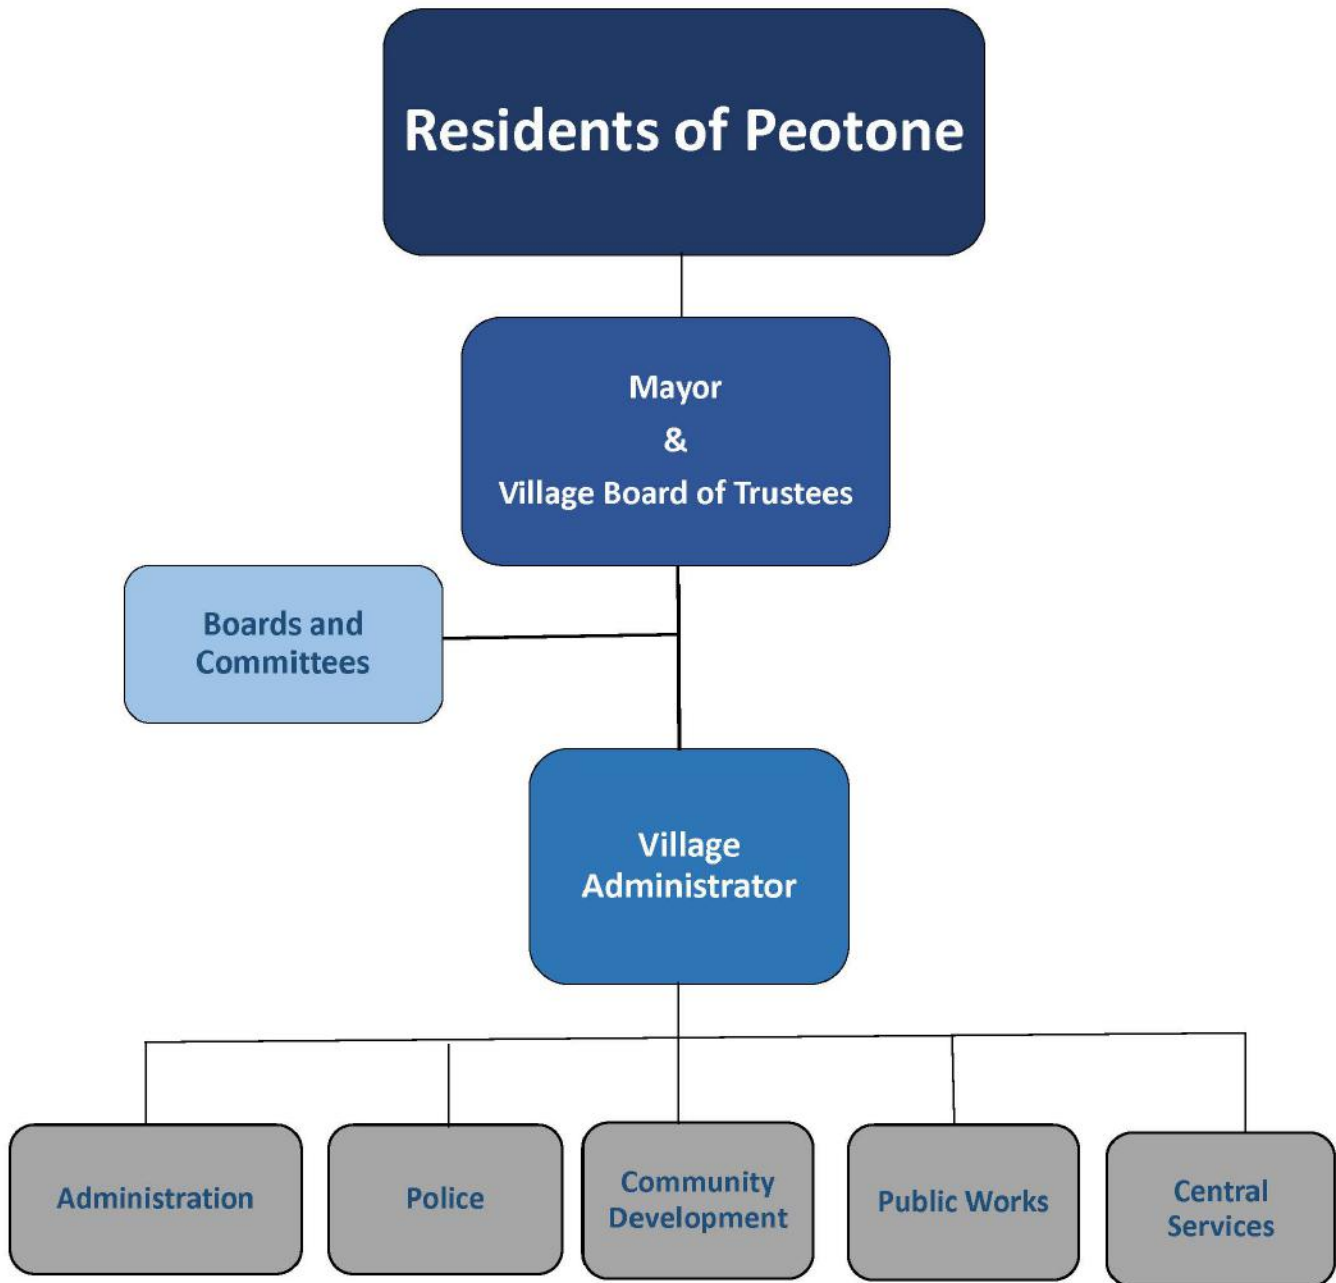 Residents of Peotone
Mayor
&
Village Board of Trustees
Boards and
Committees
Village
Administrator
Administration
Police
Community
Development
Public Works
Central
Services